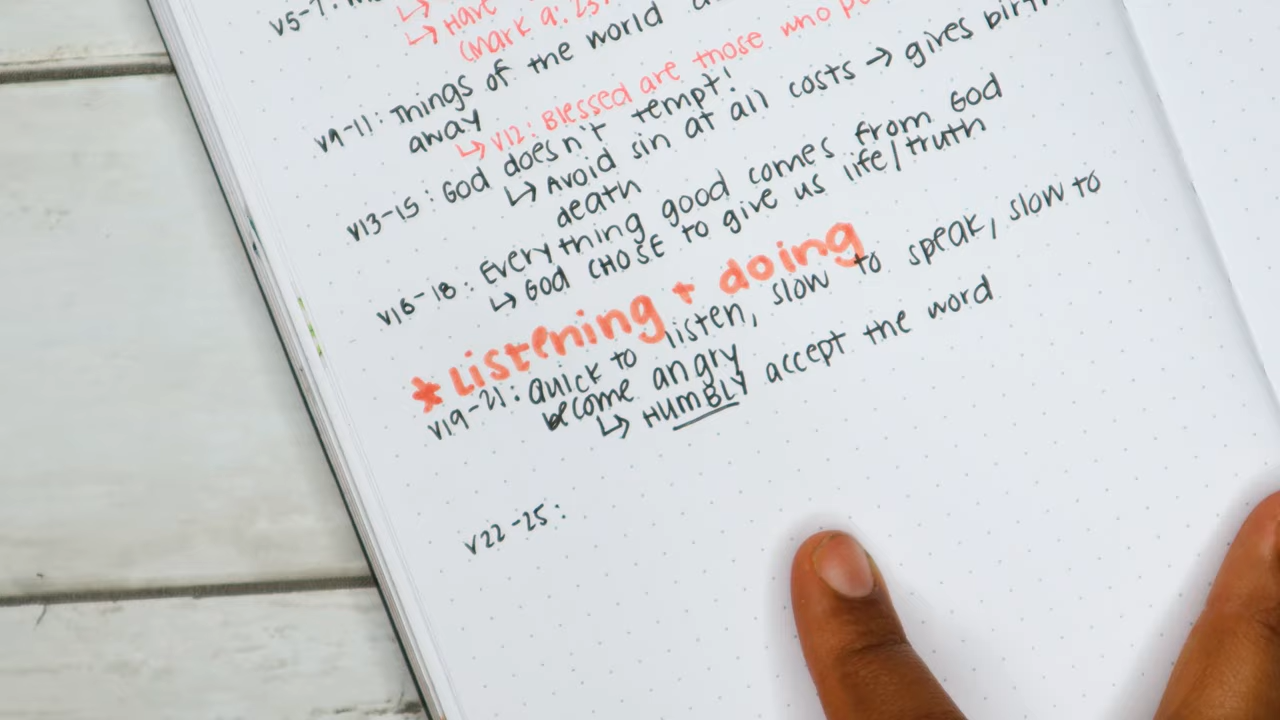 v5-7:
↳
↳ Have
(Mark 9:23
v9-11: Things of the world
away
↳ V12: Blessed are those who
v13-15: God doesn't tempt!
↳ Avoid sin at all costs → gives birth
death
v16-18: Everything good comes from God
↳ God CHOSE to give us life/truth
*Listening + doing
v19-21: Quick to listen, slow to speak, slow to
become angry
↳ HUMBLY accept the word
v22-25: